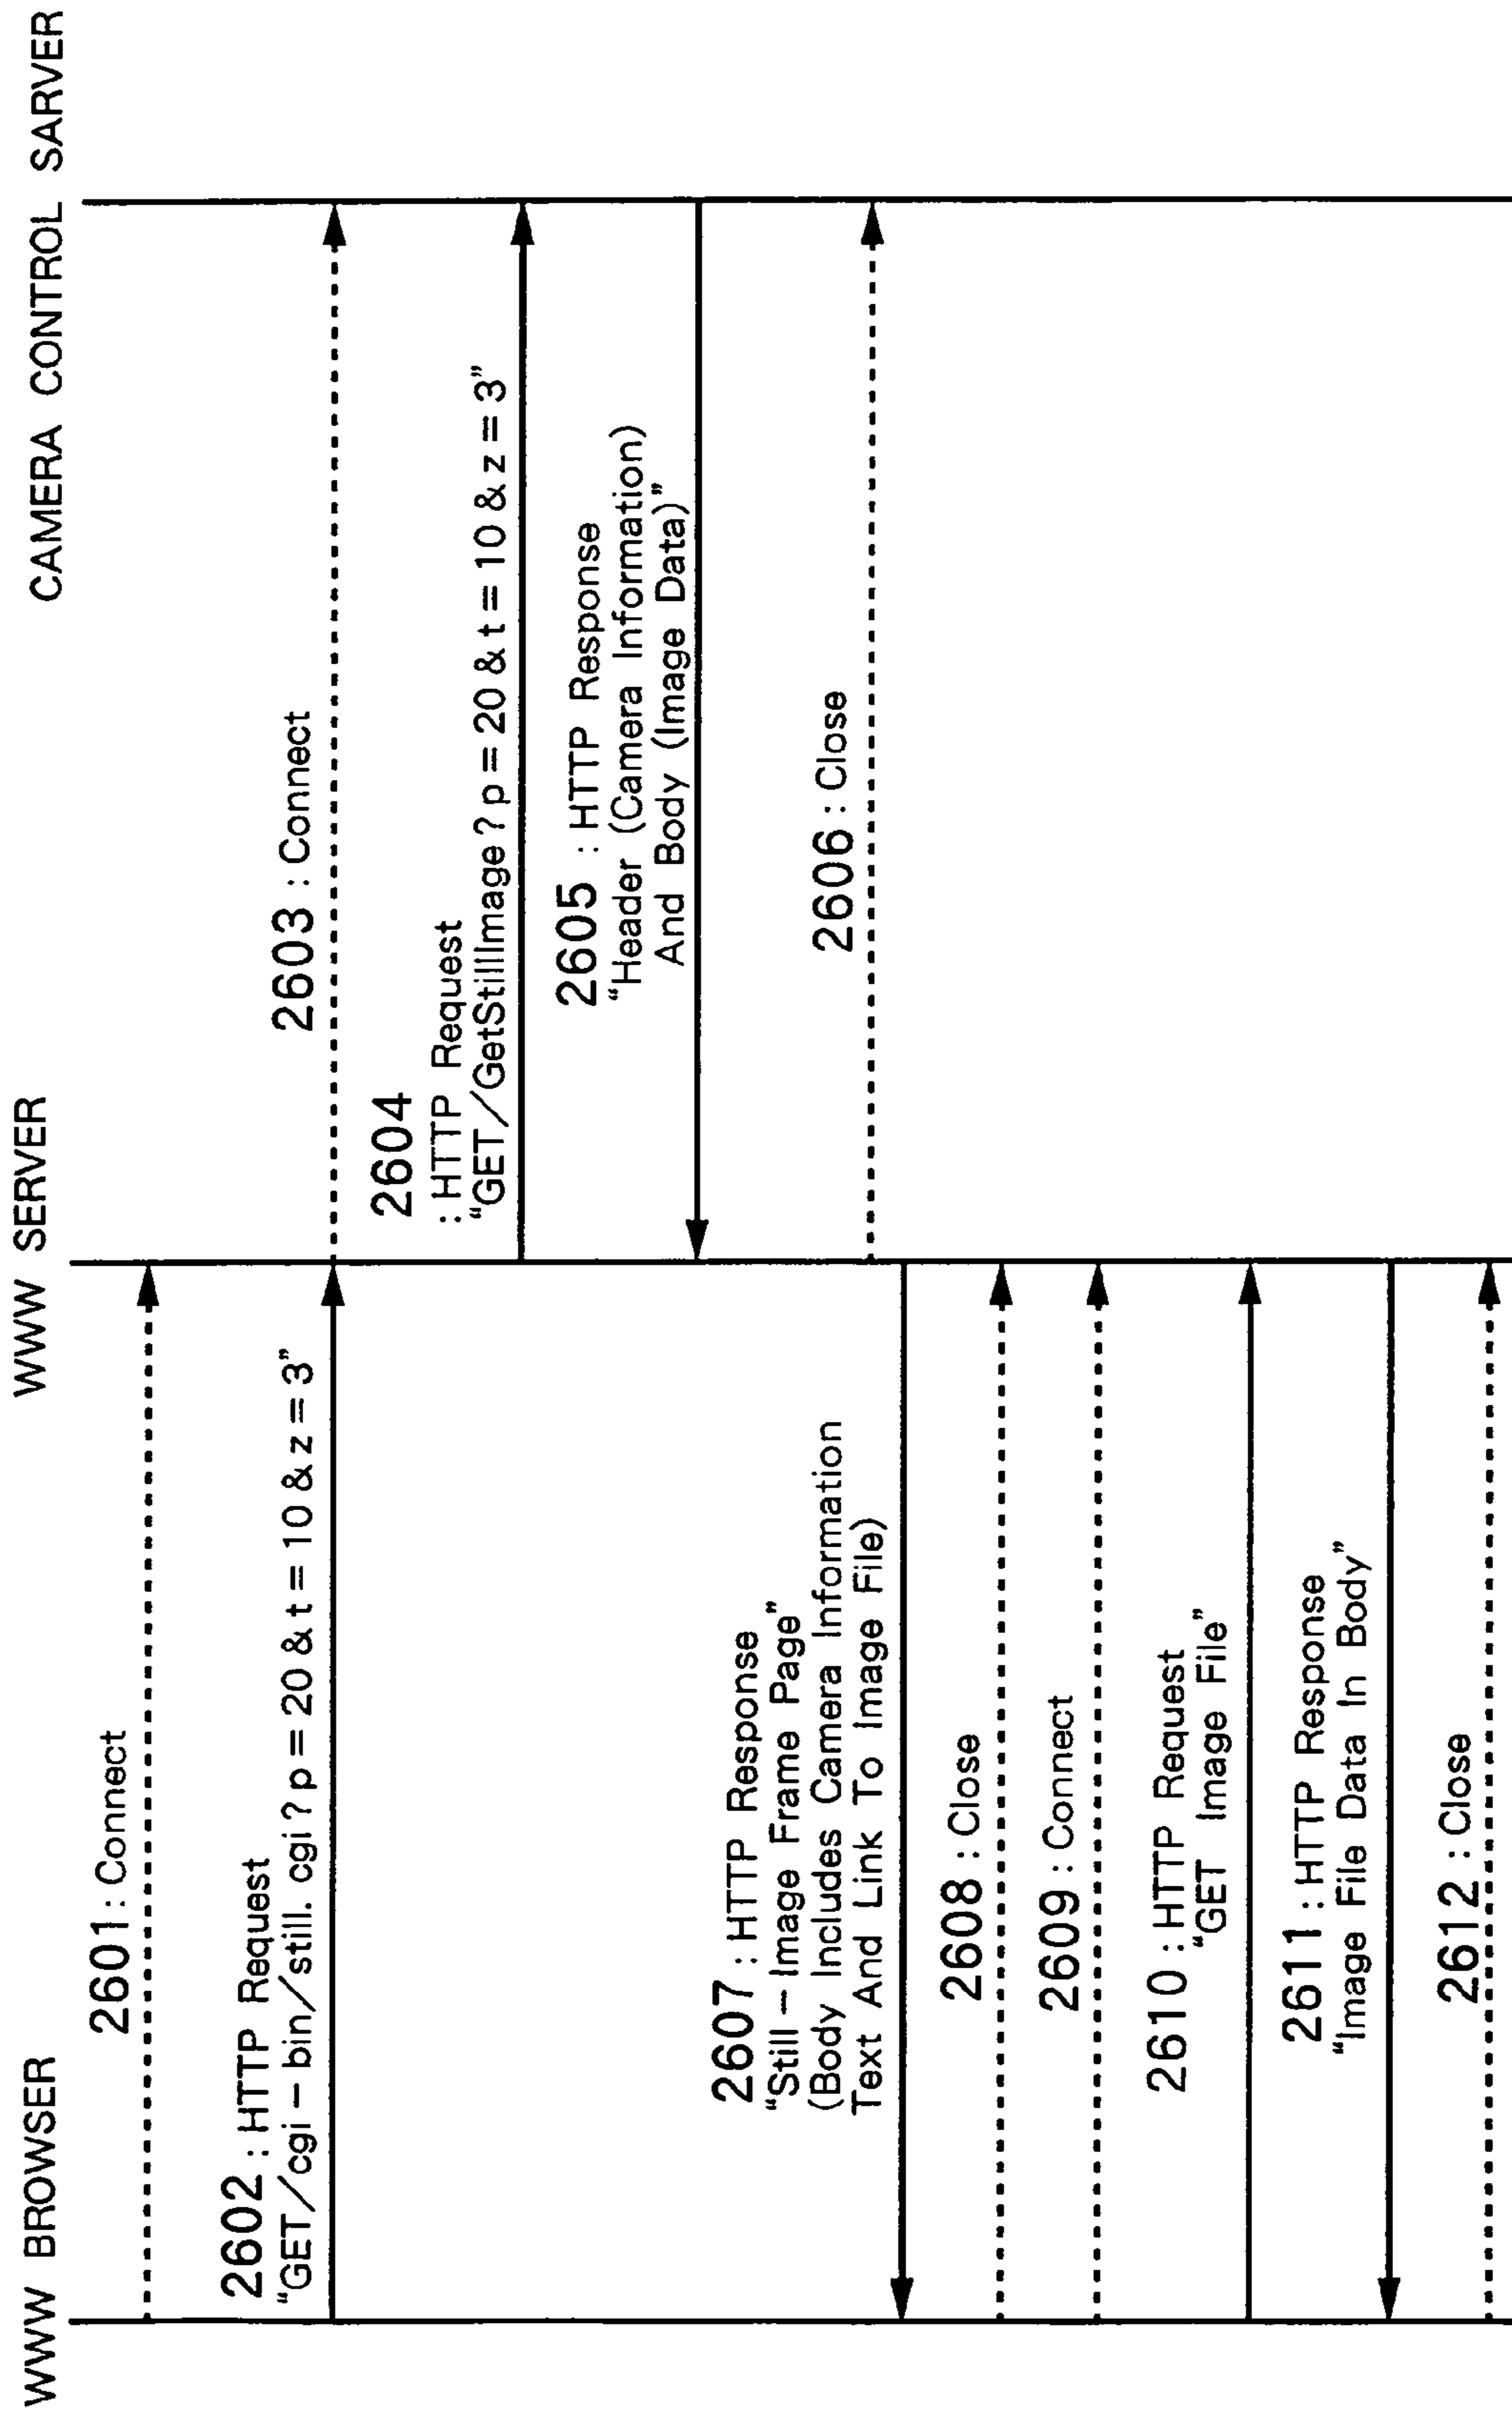 WWW BROWSER
WWW SERVER
CAMERA CONTROL SARVER
2601 : Connect
2602 : HTTP Request
“GET/cgi – bin/still. cgi ? p = 20 & t = 10 & z = 3”
2603 : Connect
2604
: HTTP Request
“GET/GetStillImage ? p = 20 & t = 10 & z = 3”
2605 : HTTP Response
“Header (Camera Information)
And Body (Image Data)”
2606 : Close
2607 : HTTP Response
“Still – Image Frame Page”
(Body Includes Camera Information
Text And Link To Image File)
2608 : Close
2609 : Connect
2610 : HTTP Request
“GET Image File”
2611 : HTTP Response
“Image File Data In Body”
2612 : Close